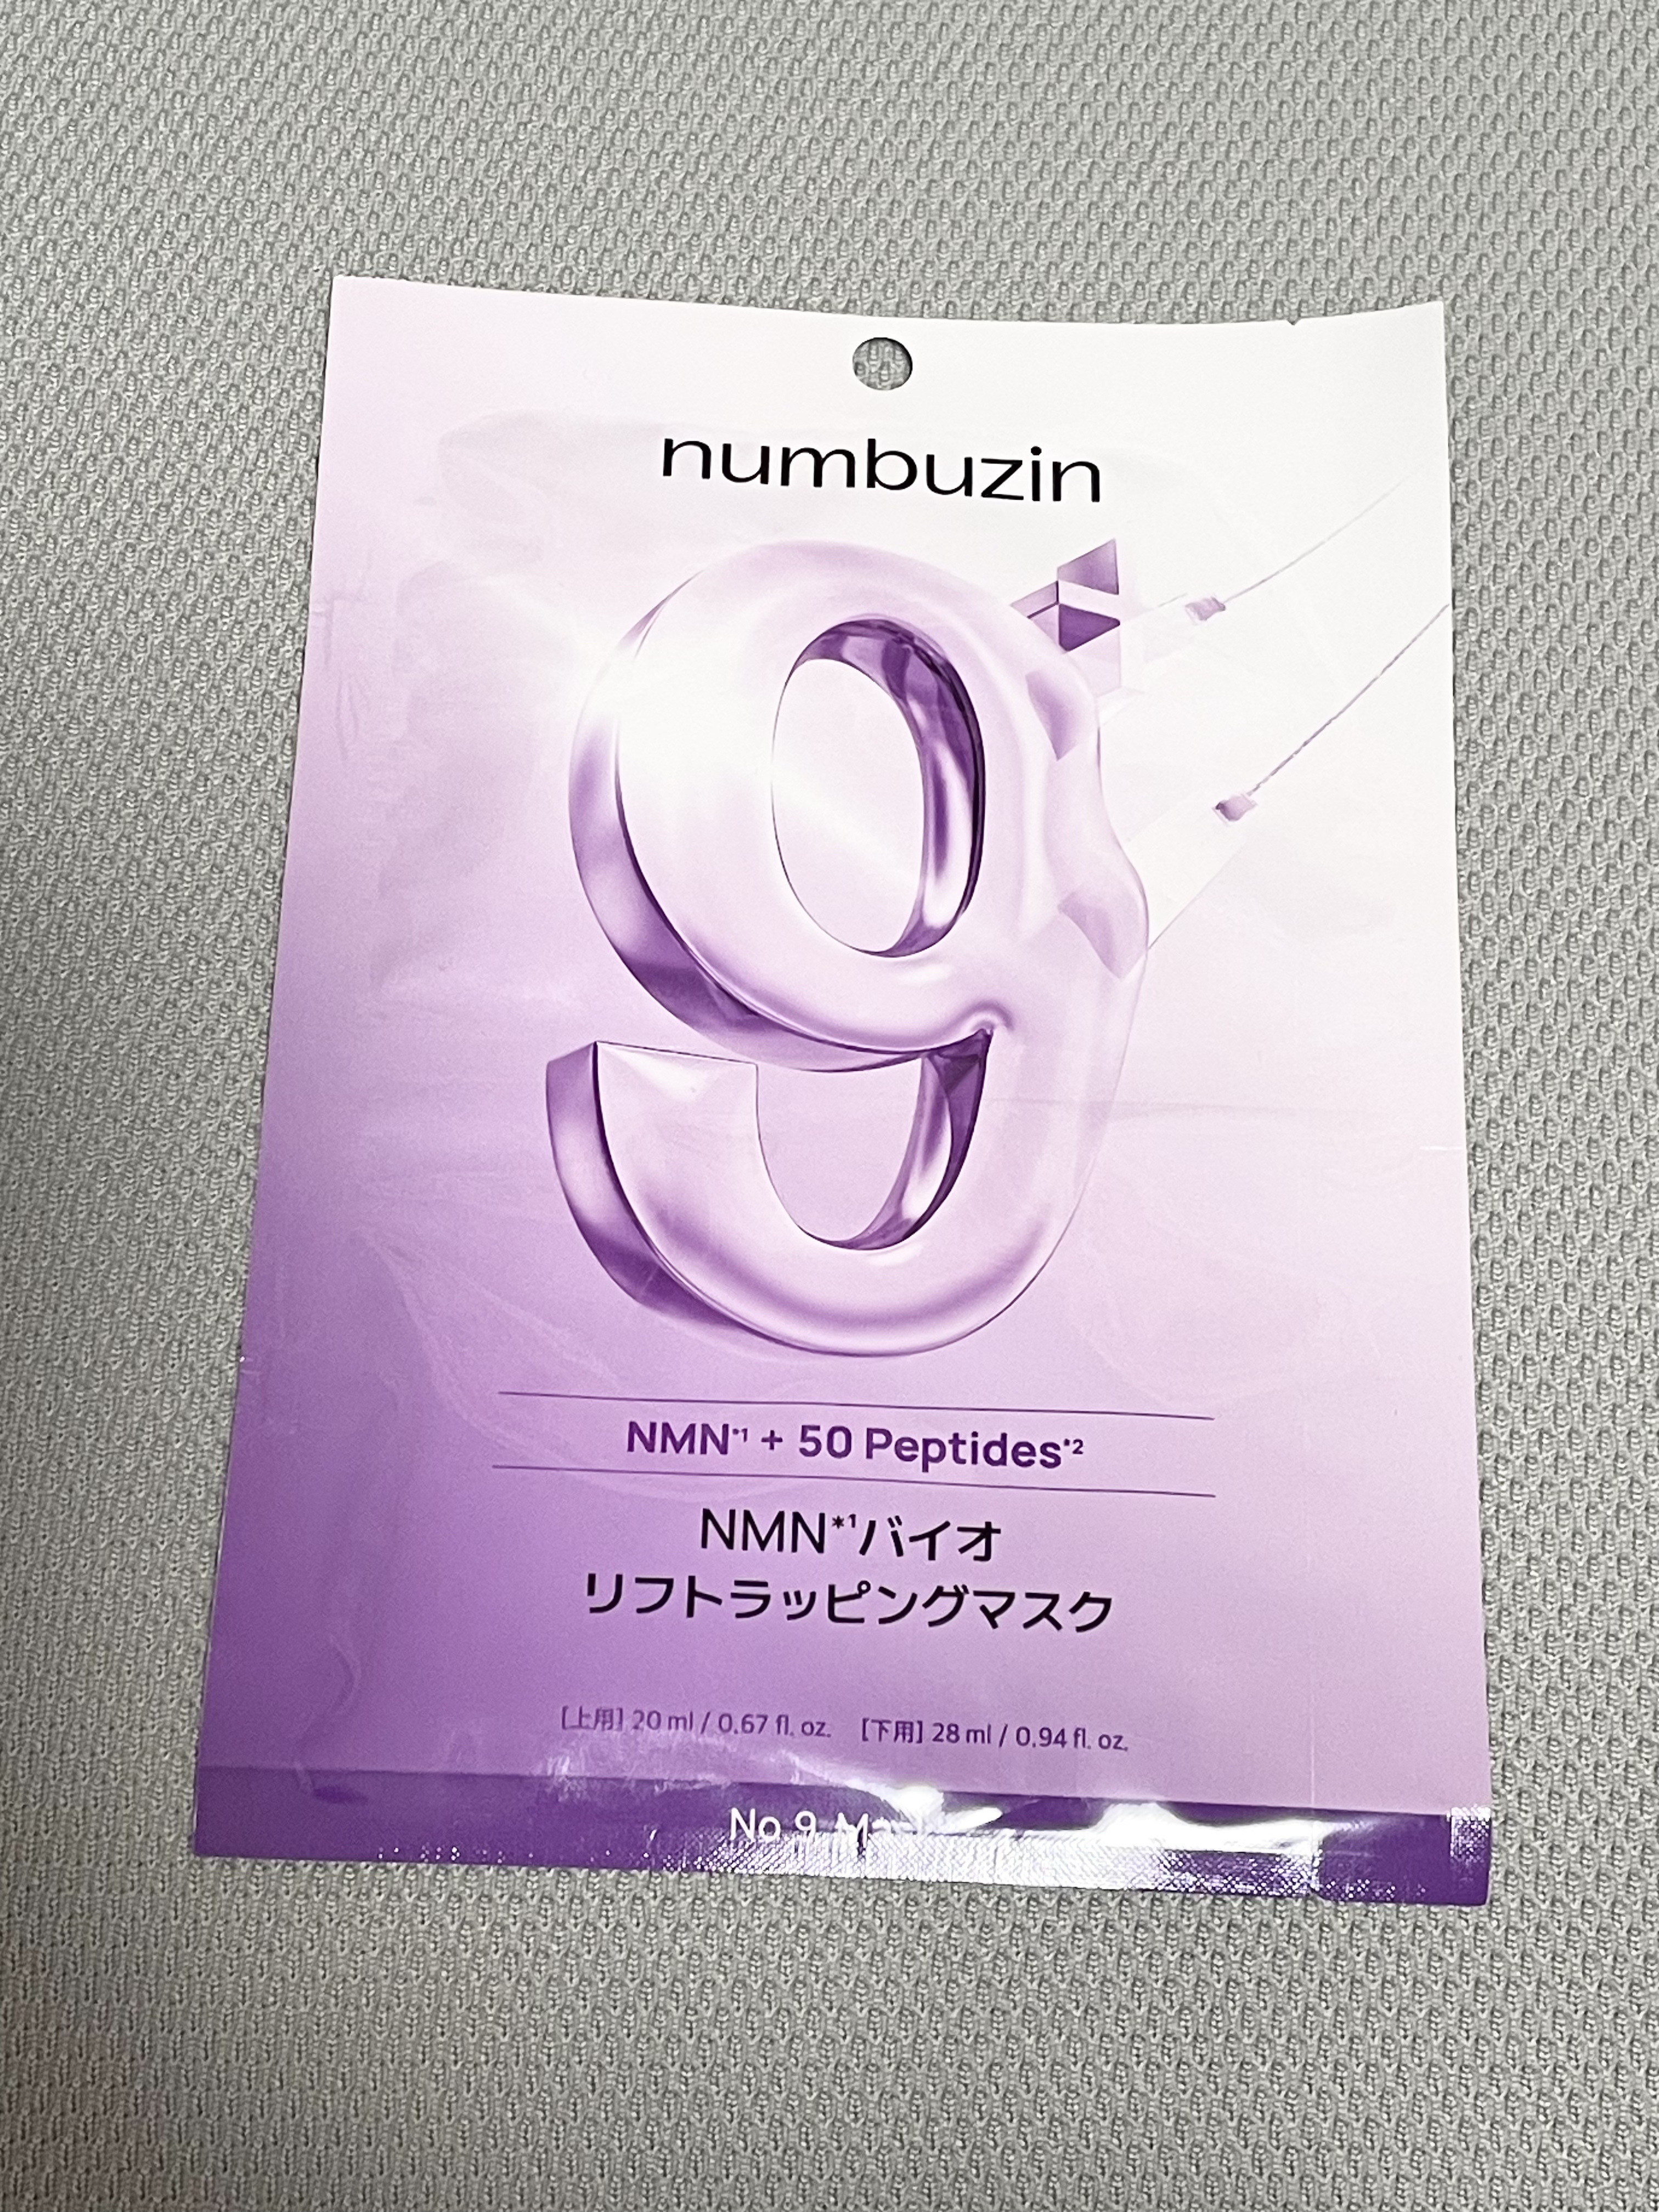 numbuzin
9
NMN*1 + 50 Peptides*2
NMN*1バイオ
リフトラッピングマスク
[上用] 20 ml / 0.67 fl. oz. [下用] 28 ml / 0.94 fl. oz.
No 9